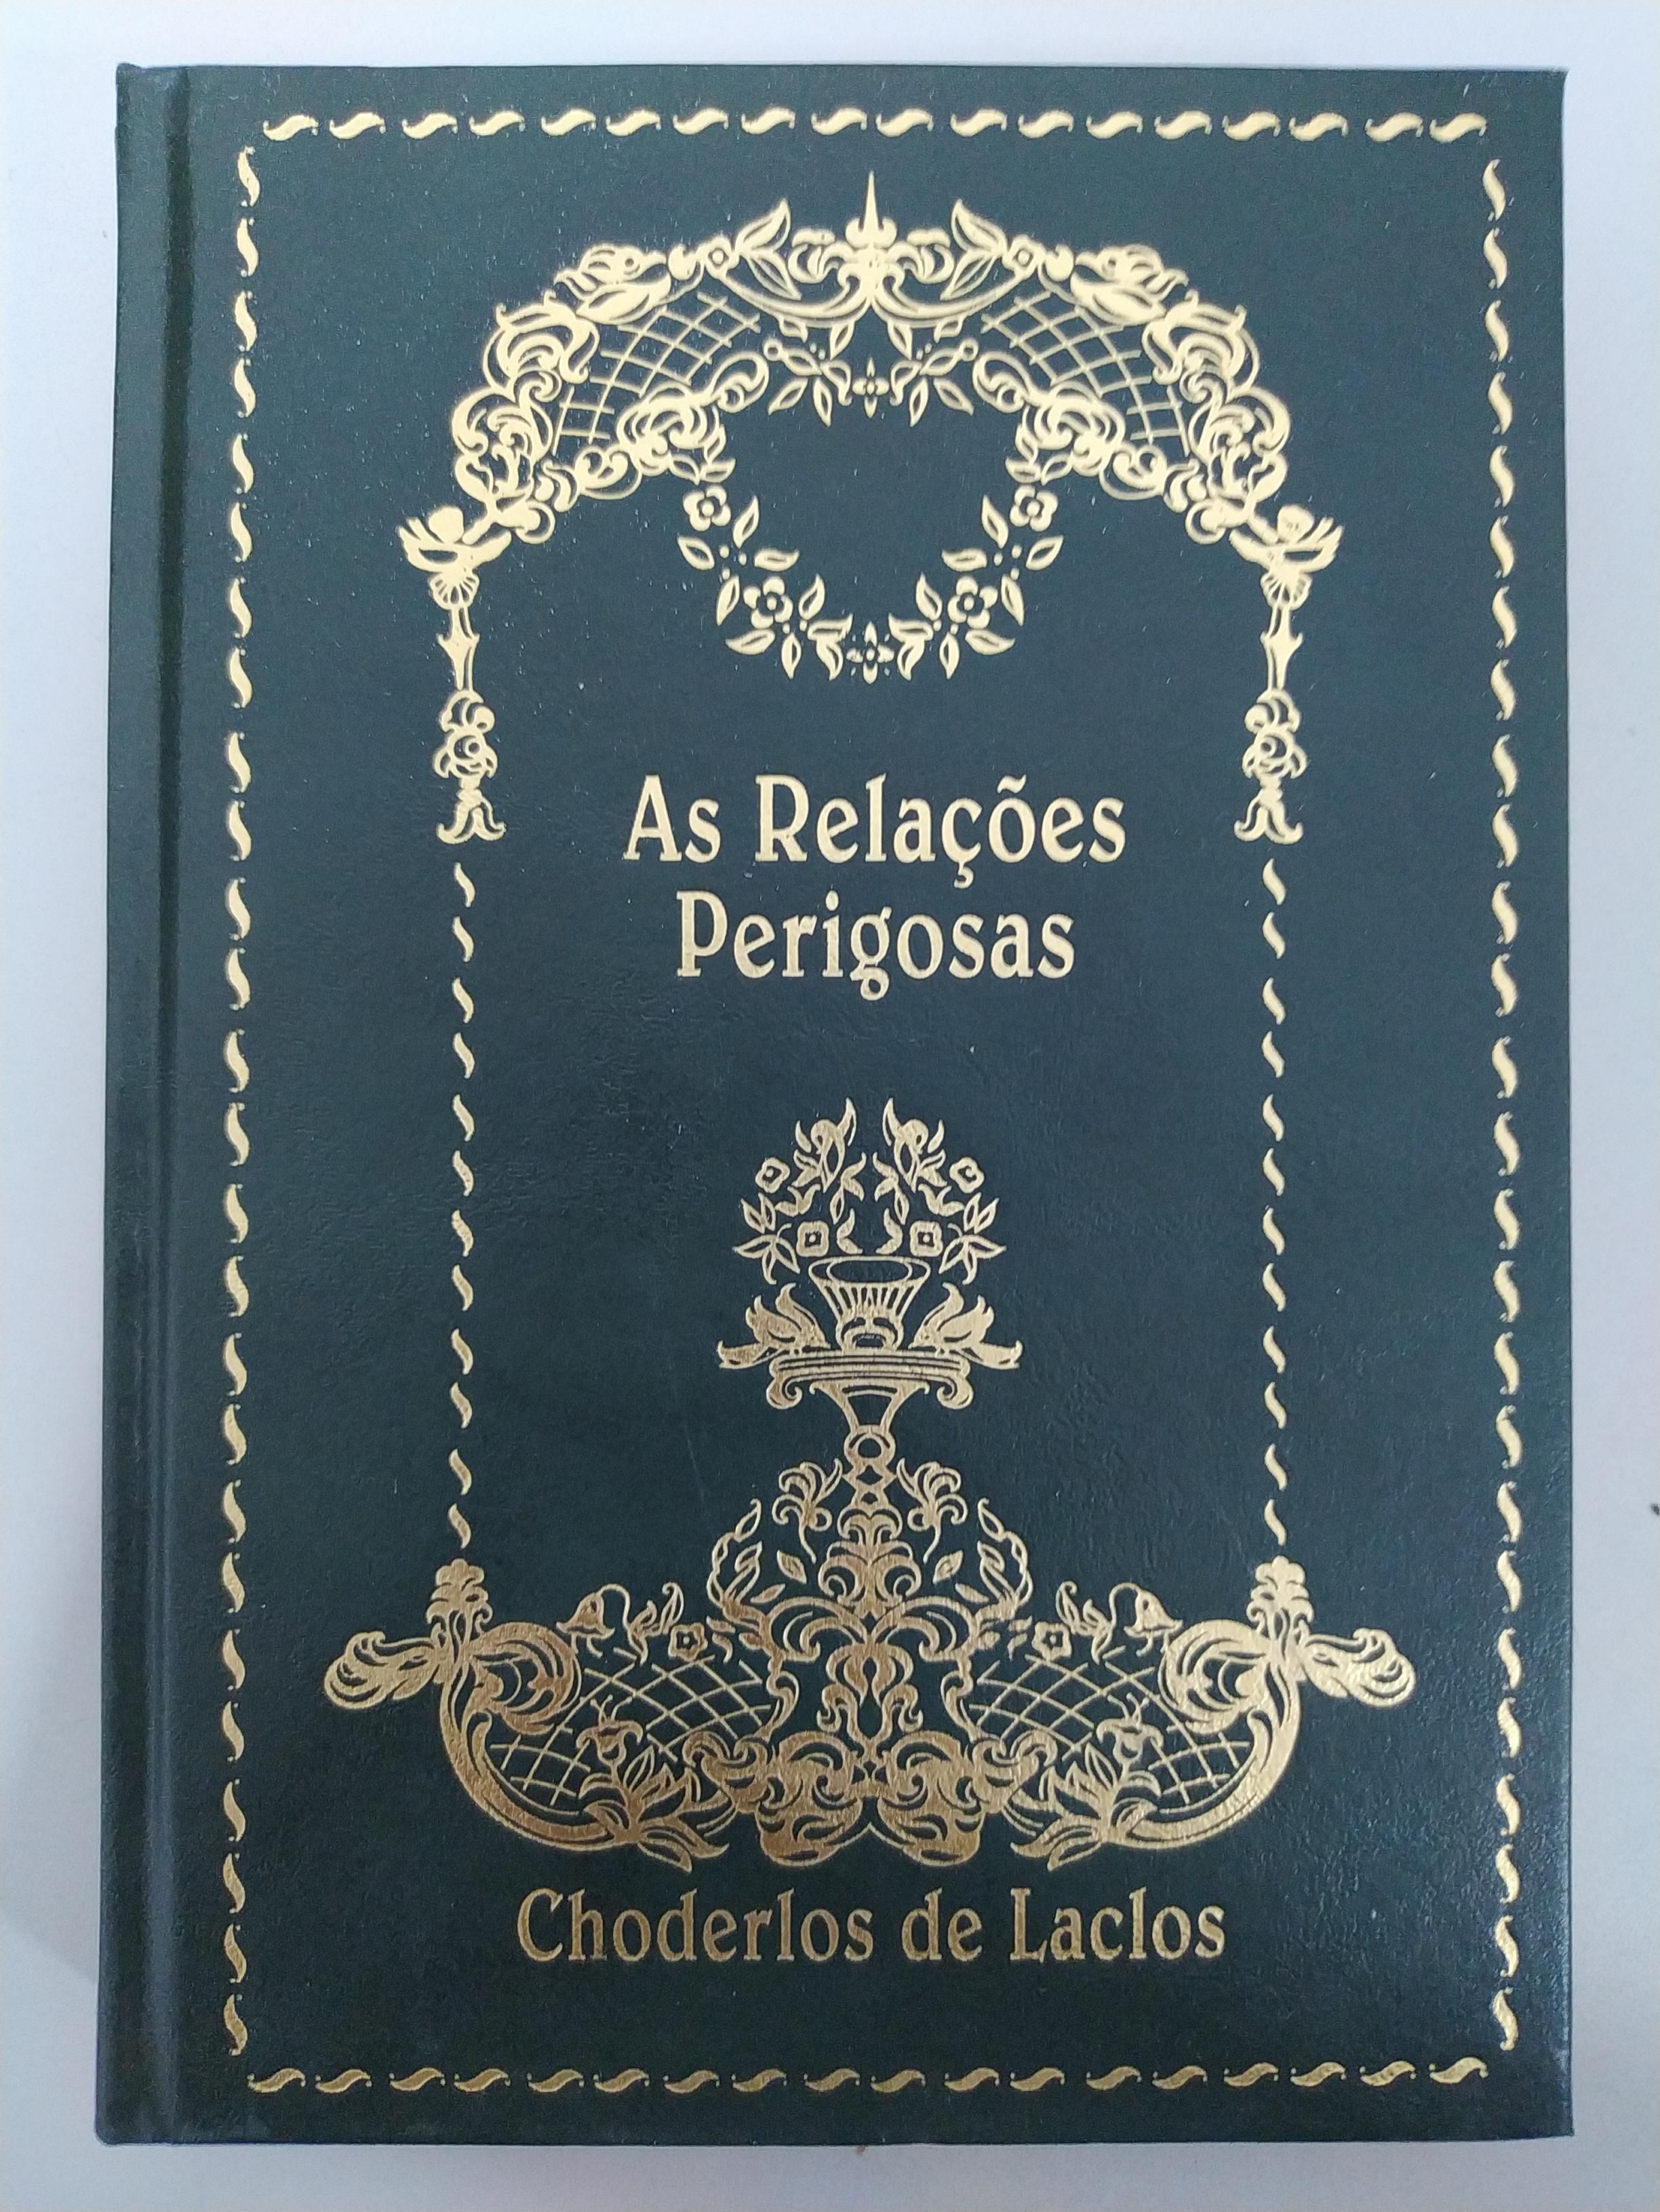 As Relações
Perigosas
Choderlos de Laclos